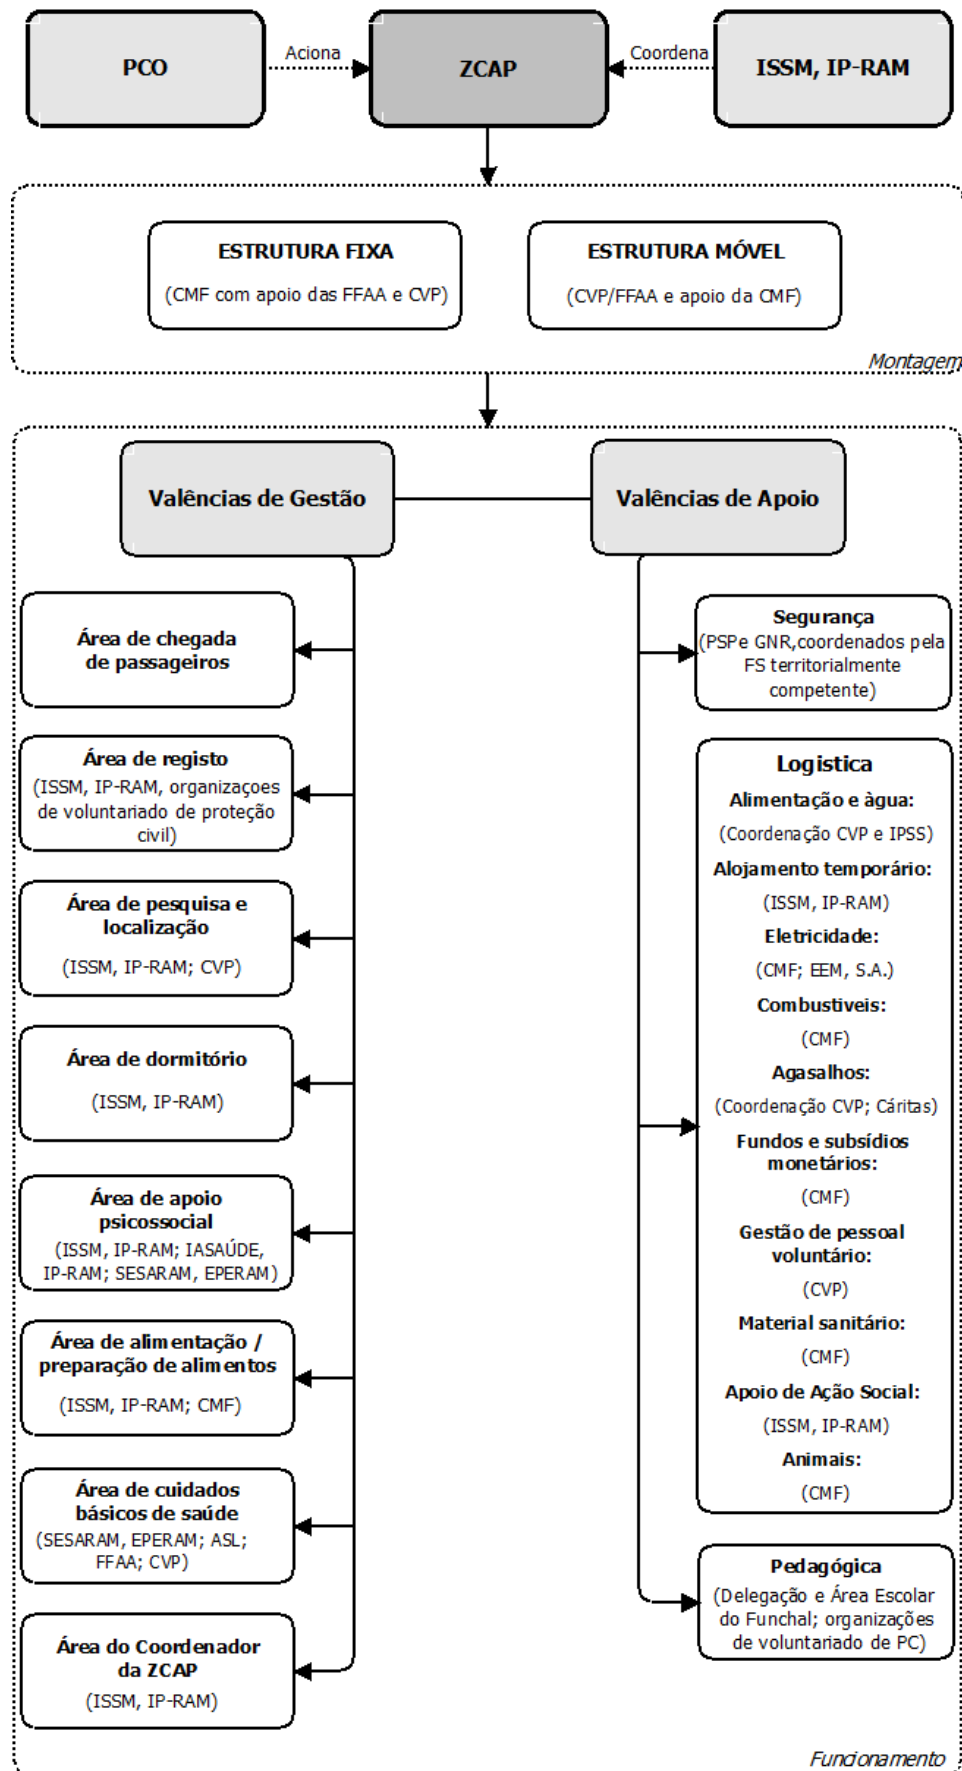 PCO
Aciona
ZCAP
Coordena
ISSM, IP-RAM
ESTRUTURA FIXA
(CMF com apoio das FFAA e CVP)
ESTRUTURA MÓVEL
(CVP/FFAA e apoio da CMF)
Montagem
Valências de Gestão
Valências de Apoio
Área de chegada
de passageiros
Área de registo
(ISSM, IP-RAM, organizaçoes
de voluntariado de proteção
civil)
Área de pesquisa e
localização
(ISSM, IP-RAM; CVP)
Área de dormitório
(ISSM, IP-RAM)
Área de apoio
psicossocial
(ISSM, IP-RAM; IASAÚDE,
IP-RAM; SESARAM, EPERAM)
Área de alimentação /
preparação de alimentos
(ISSM, IP-RAM; CMF)
Área de cuidados
básicos de saúde
(SESARAM, EPERAM; ASL;
FFAA; CVP)
Área do Coordenador
da ZCAP
(ISSM, IP-RAM)
Segurança
(PSPe GNR,coordenados pela
FS territorialmente
competente)
Logistica
Alimentação e àgua:
(Coordenação CVP e IPSS)
Alojamento temporário:
(ISSM, IP-RAM)
Eletricidade:
(CMF; EEM, S.A.)
Combustiveis:
(CMF)
Agasalhos:
(Coordenação CVP; Cáritas)
Fundos e subsídios
monetários:
(CMF)
Gestão de pessoal
voluntário:
(CVP)
Material sanitário:
(CMF)
Apoio de Ação Social:
(ISSM, IP-RAM)
Animais:
(CMF)
Pedagógica
(Delegação e Área Escolar
do Funchal; organizações
de voluntariado de PC)
Funcionamento